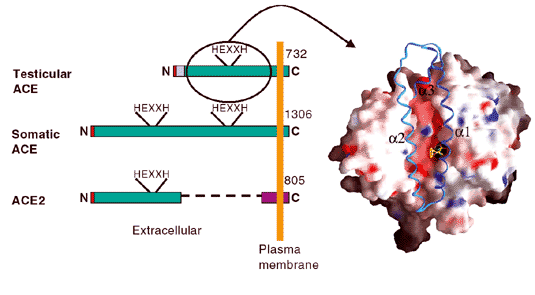 HEXXH
732
Testicular
ACE
N
C
HEXXH
HEXXH
1306
Somatic
ACE
N
C
HEXXH
805
ACE2
N
C
Extracellular
Plasma
membrane
α3
α2
α1